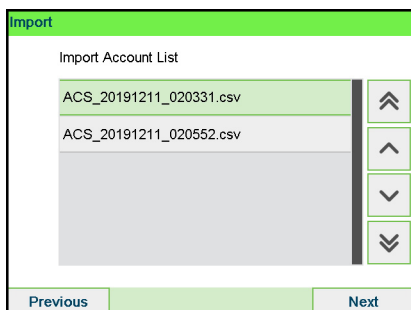 Import
Import Account List
ACS_20191211_020331.csv
ACS_20191211_020552.csv
Previous
Next